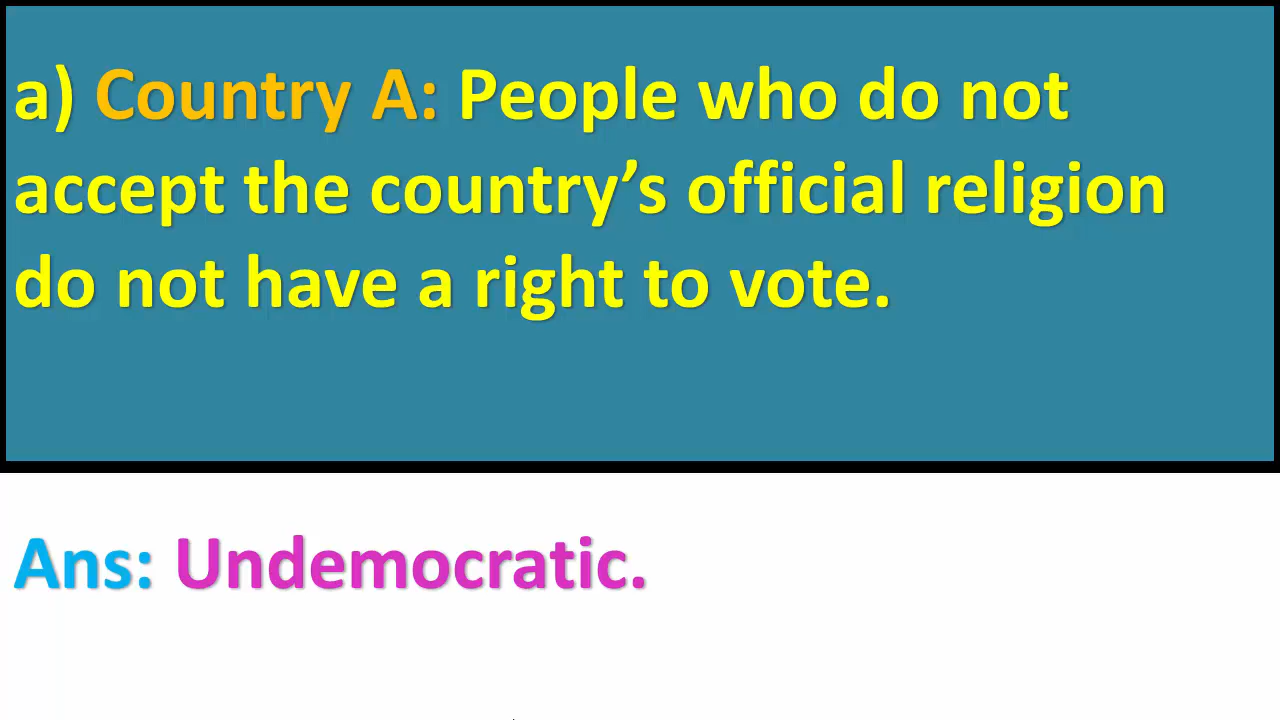 a) Country A: People who do not
accept the country’s official religion
do not have a right to vote.
Ans: Undemocratic.